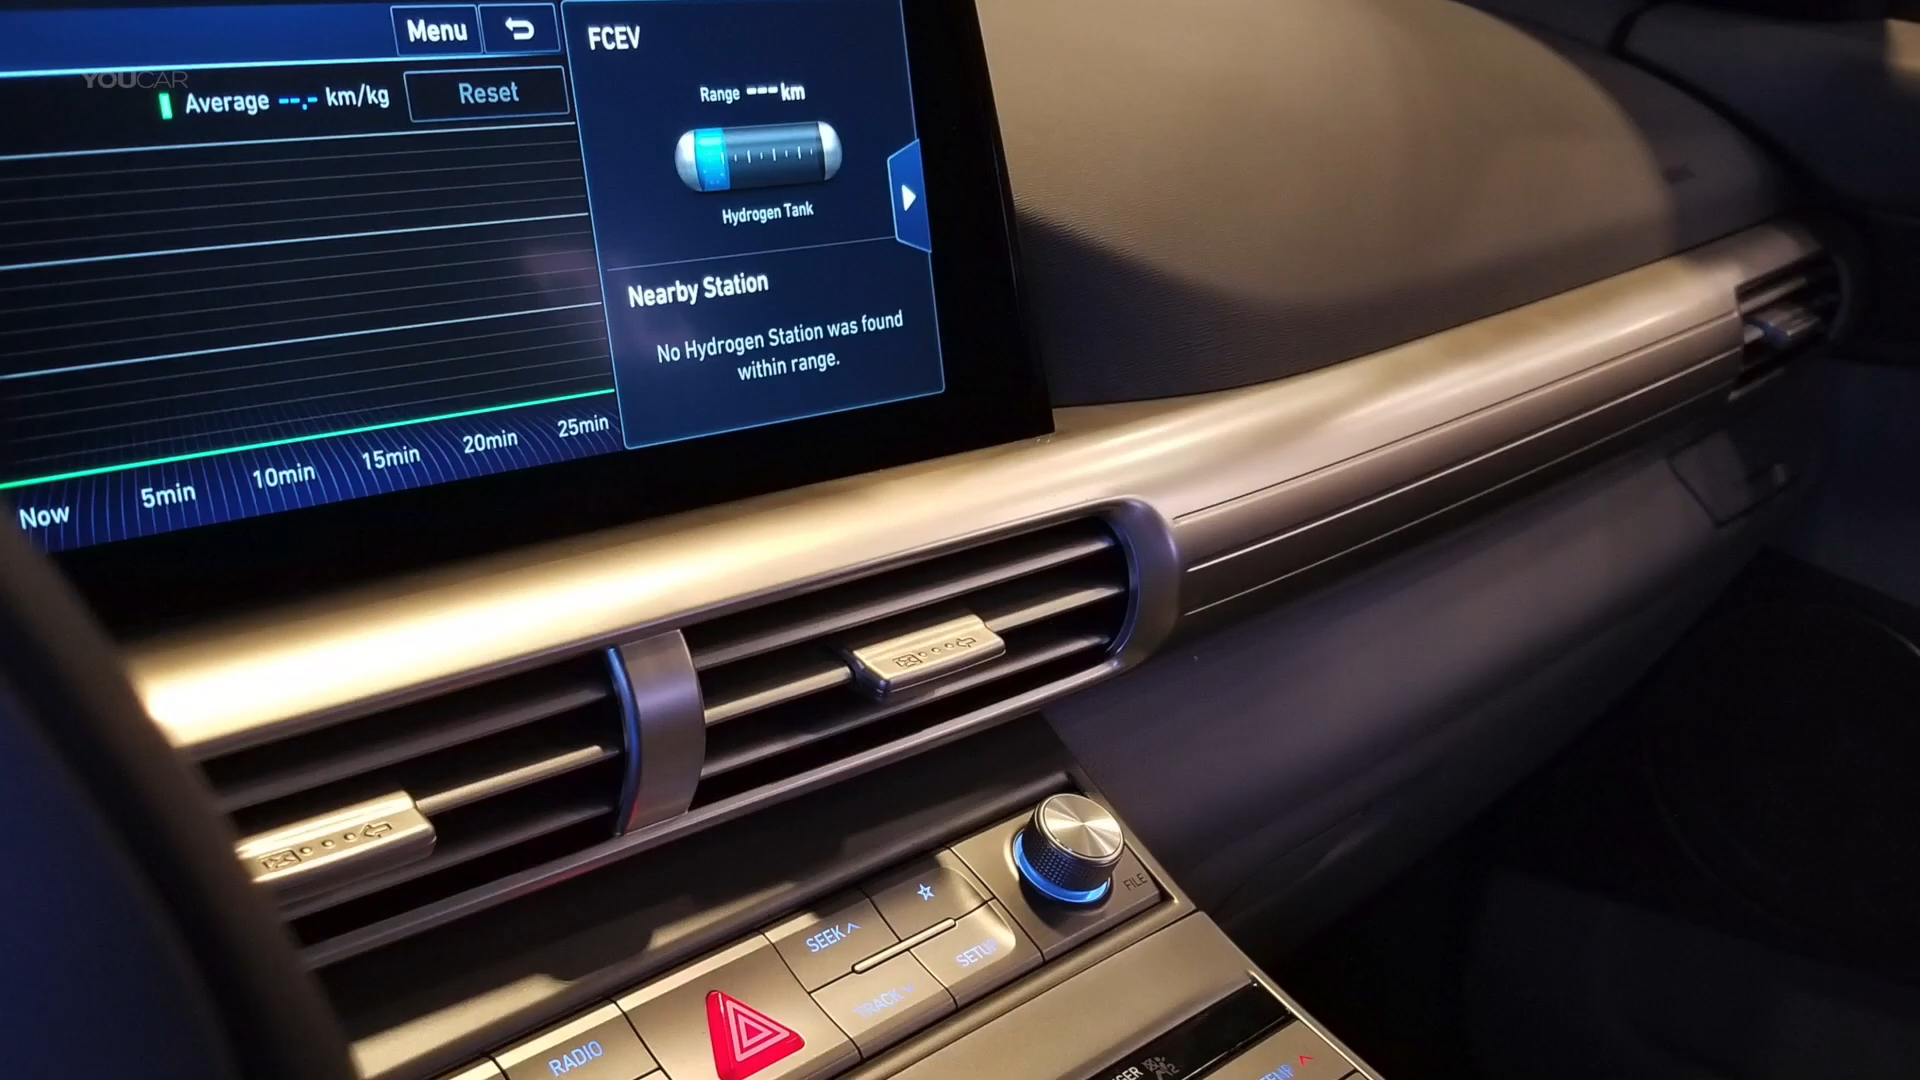 Menu
YOUCAR
Average --.- km/kg
Reset
FCEV
Range --- km
Hydrogen Tank
Nearby Station
No Hydrogen Station was found
within range.
Now
5min
10min
15min
20min
25min
FILE
SEEK
SETUP
TRACK
RADIO
TEMP